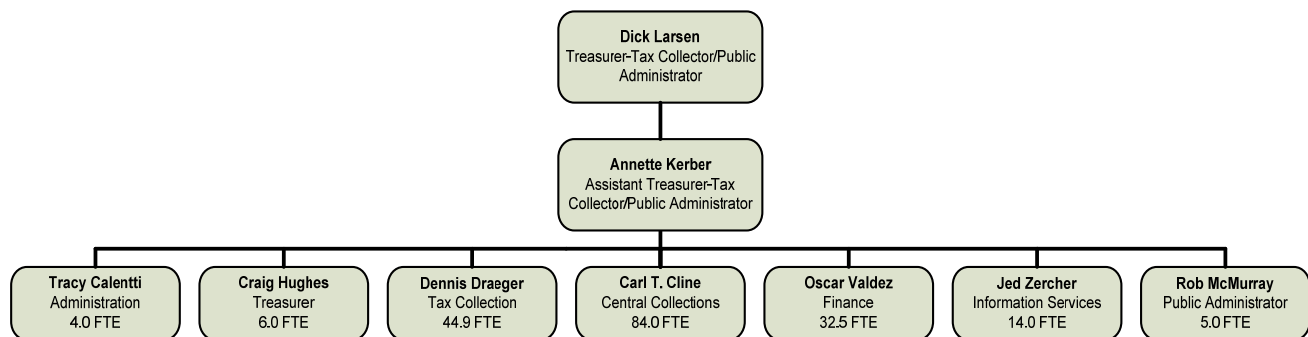 Dick Larsen
Treasurer-Tax Collector/Public
Administrator
Annette Kerber
Assistant Treasurer-Tax
Collector/Public Administrator
Tracy Calentti
Administration
4.0 FTE
Craig Hughes
Treasurer
6.0 FTE
Dennis Draeger
Tax Collection
44.9 FTE
Carl T. Cline
Central Collections
84.0 FTE
Oscar Valdez
Finance
32.5 FTE
Jed Zercher
Information Services
14.0 FTE
Rob McMurray
Public Administrator
5.0 FTE